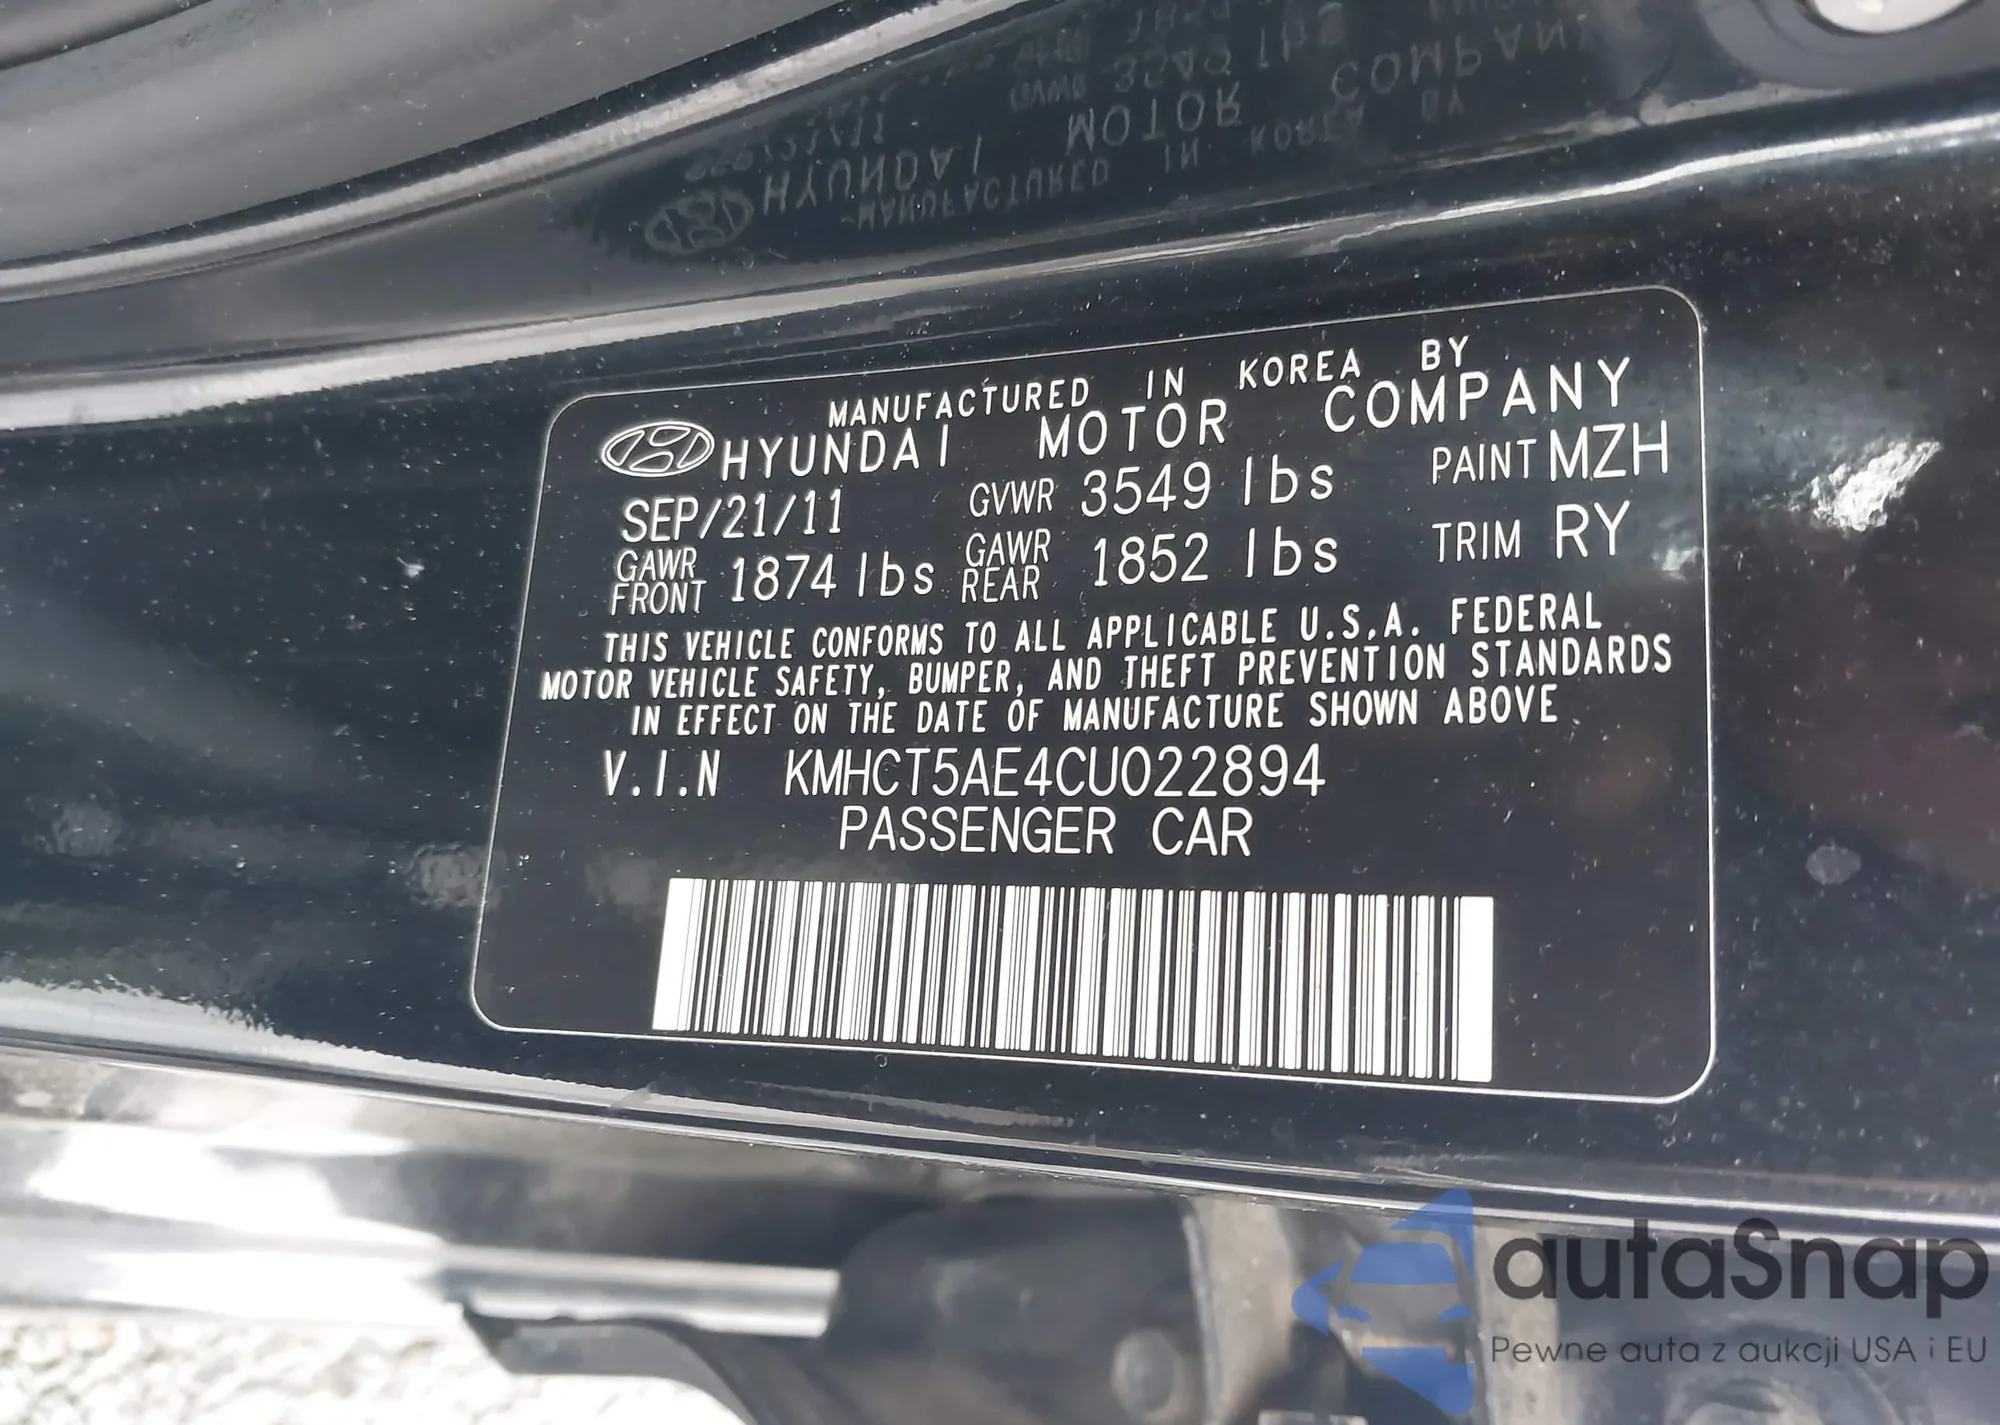 MANUFACTURED IN KOREA BY
HYUNDAI MOTOR COMPANY
SEP/21/11 GVWR 3549 lbs PAINT MZH
GAWR FRONT 1874 lbs GAWR REAR 1852 lbs TRIM RY
THIS VEHICLE CONFORMS TO ALL APPLICABLE U.S.A. FEDERAL
MOTOR VEHICLE SAFETY, BUMPER, AND THEFT PREVENTION STANDARDS
IN EFFECT ON THE DATE OF MANUFACTURE SHOWN ABOVE
V.I.N KMHCT5AE4CU022894
PASSENGER CAR
autaSnap
Pewne auta z aukcji USA i EU